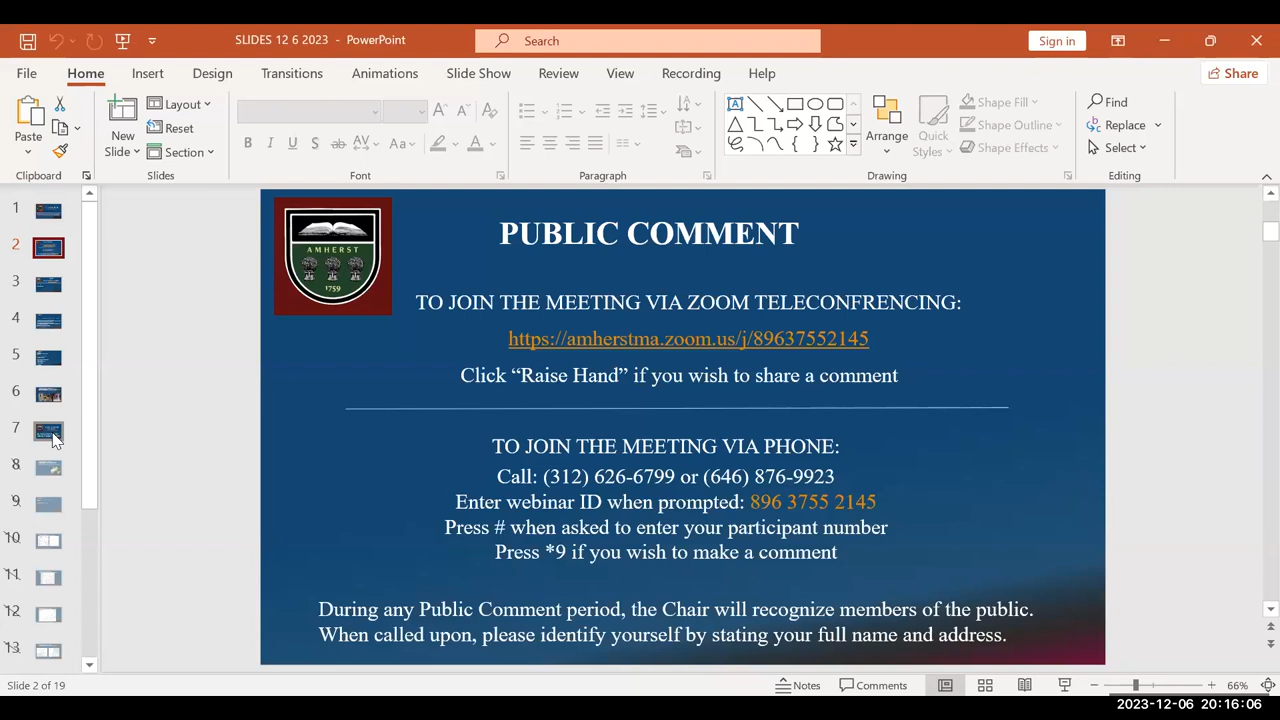 SLIDES 12 6 2023 - PowerPoint
Search
Sign in
File Home Insert Design Transitions Animations Slide Show Review View Recording Help
Share
Paste
New Slide
Layout
Reset
Section
B I U S ab AV Aa A
Arrange
Quick Styles
Shape Fill
Shape Outline
Shape Effects
Find
Replace
Select
Clipboard Slides Font Paragraph Drawing Editing
1
2
3
4
5
6
7
8
9
10
11
12
13
AMHERST
1759
PUBLIC COMMENT
TO JOIN THE MEETING VIA ZOOM TELECONFRENCING:
https://amherstma.zoom.us/j/89637552145
Click “Raise Hand” if you wish to share a comment
TO JOIN THE MEETING VIA PHONE:
Call: (312) 626-6799 or (646) 876-9923
Enter webinar ID when prompted: 896 3755 2145
Press # when asked to enter your participant number
Press *9 if you wish to make a comment
During any Public Comment period, the Chair will recognize members of the public.
When called upon, please identify yourself by stating your full name and address.
Slide 2 of 19
Notes
Comments
66%
2023-12-06 20:16:06